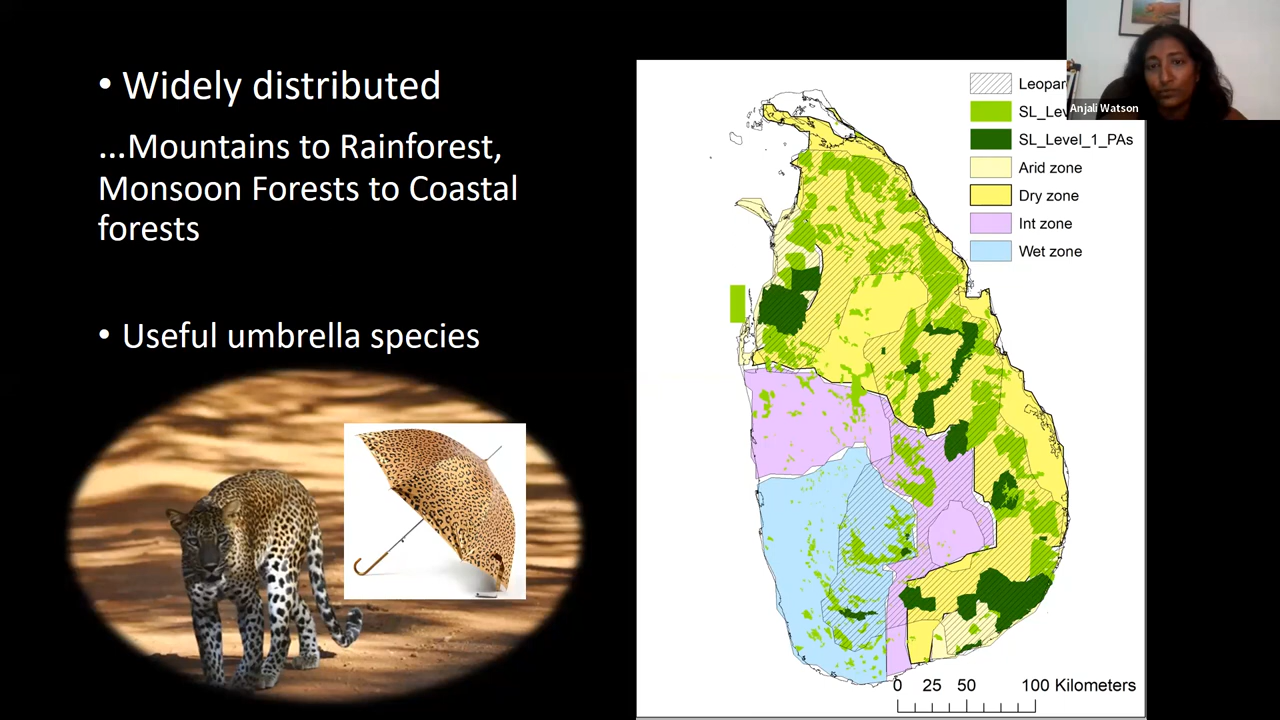 • Widely distributed
...Mountains to Rainforest,
Monsoon Forests to Coastal
forests
• Useful umbrella species
Anjali Watson
SL_Level_1_PAs
Arid zone
Dry zone
Int zone
Wet zone
0 25 50 100 Kilometers